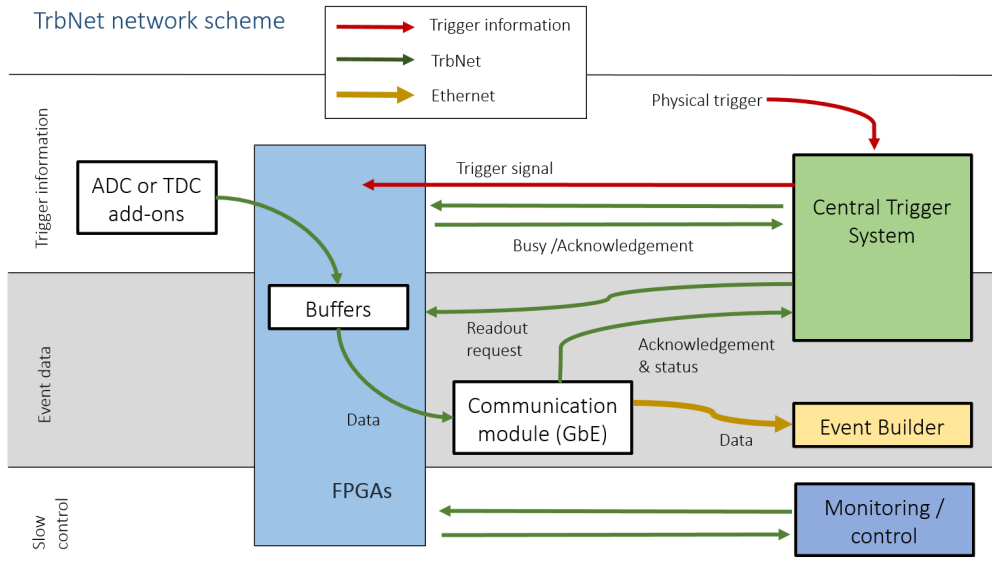 TrbNet network scheme
Trigger information
TrbNet
Ethernet
Physical trigger
Trigger information
ADC or TDC
add-ons
Trigger signal
Busy /Acknowledgement
Central Trigger
System
Event data
Buffers
Readout
request
Acknowledgement
& status
Data
Communication
module (GbE)
Data
Event Builder
FPGAs
Slow
control
Monitoring /
control